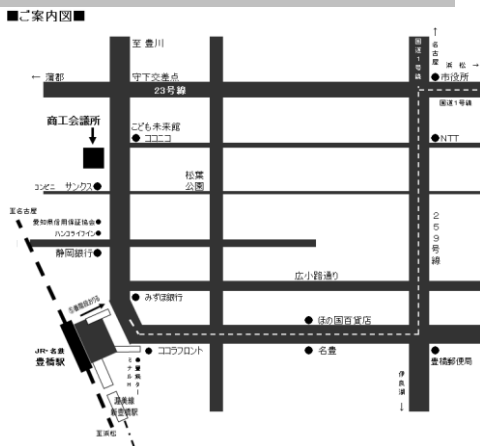 ■ご案内図■
至 豊川
国道1号線
↑名古屋
浜松 →
← 蒲郡
守下交差点
●市役所
23号線
国道1号線
商工会議所
こども未来館
●ココニコ
●NTT
松葉
公園
コンビニ サンクス●
至名古屋
愛知県信用保証協会●
ハンコライフイン●
259号線
静岡銀行●
広小路通り
●みずほ銀行
●ほの国百貨店
JR・名鉄
豊橋駅
●ココラフロント
●名豊
●豊橋郵便局
伊良湖↓
渥美線
新豊橋駅
至浜松